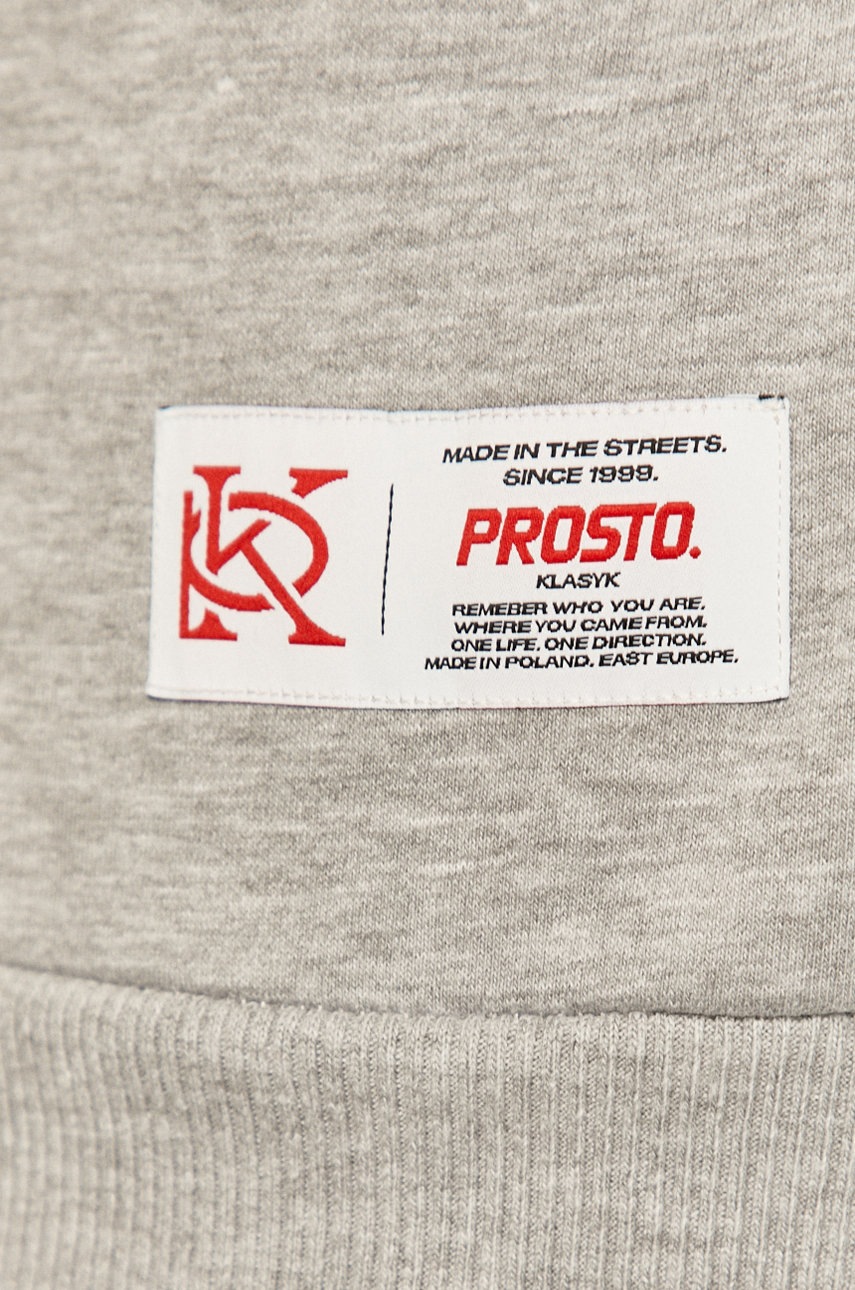 MADE IN THE STREETS.
SINCE 1999.
PROSTO.
KLASYK
REMEBER WHO YOU ARE.
WHERE YOU CAME FROM.
ONE LIFE. ONE DIRECTION.
MADE IN POLAND. EAST EUROPE.